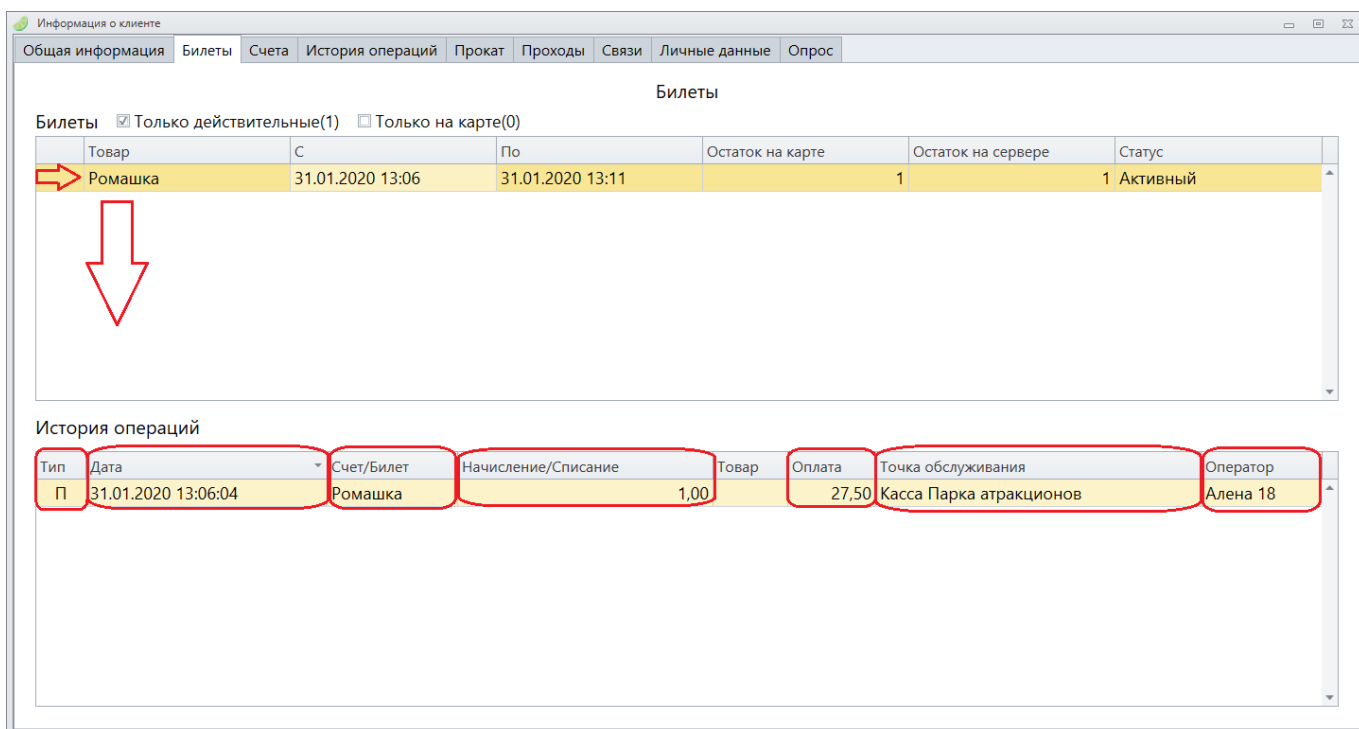 Информация о клиенте
Общая информация Билеты Счета История операций Прокат Проходы Связи Личные данные Опрос
Билеты
Билеты Только действительные(1) Только на карте(0)
Товар С По Остаток на карте Остаток на сервере Статус
Ромашка 31.01.2020 13:06 31.01.2020 13:11 1 1 Активный
История операций
Тип Дата Счет/Билет Начисление/Списание Товар Оплата Точка обслуживания Оператор
П 31.01.2020 13:06:04 Ромашка 1,00 27,50 Касса Парка атракционов Алена 18